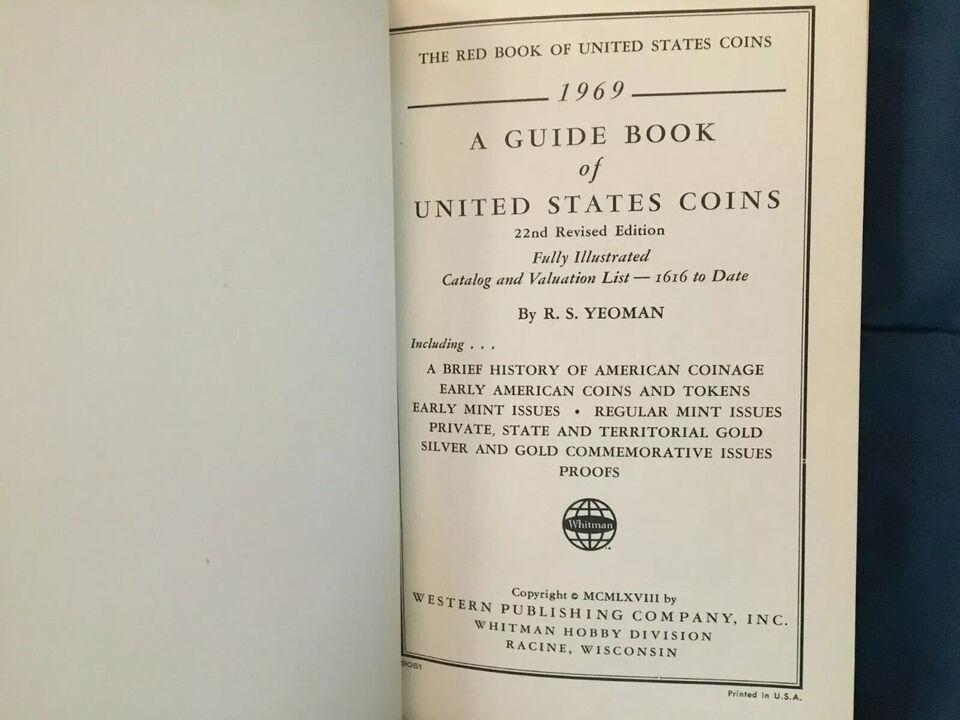 THE RED BOOK OF UNITED STATES COINS
1969
A GUIDE BOOK
of
UNITED STATES COINS
22nd Revised Edition
Fully Illustrated
Catalog and Valuation List — 1616 to Date
By R. S. YEOMAN
Including . . .
A BRIEF HISTORY OF AMERICAN COINAGE
EARLY AMERICAN COINS AND TOKENS
EARLY MINT ISSUES • REGULAR MINT ISSUES
PRIVATE, STATE AND TERRITORIAL GOLD
SILVER AND GOLD COMMEMORATIVE ISSUES
PROOFS
Whitman
Copyright © MCMLXVIII by
WESTERN PUBLISHING COMPANY, INC.
WHITMAN HOBBY DIVISION
RACINE, WISCONSIN
9051
Printed in U.S.A.